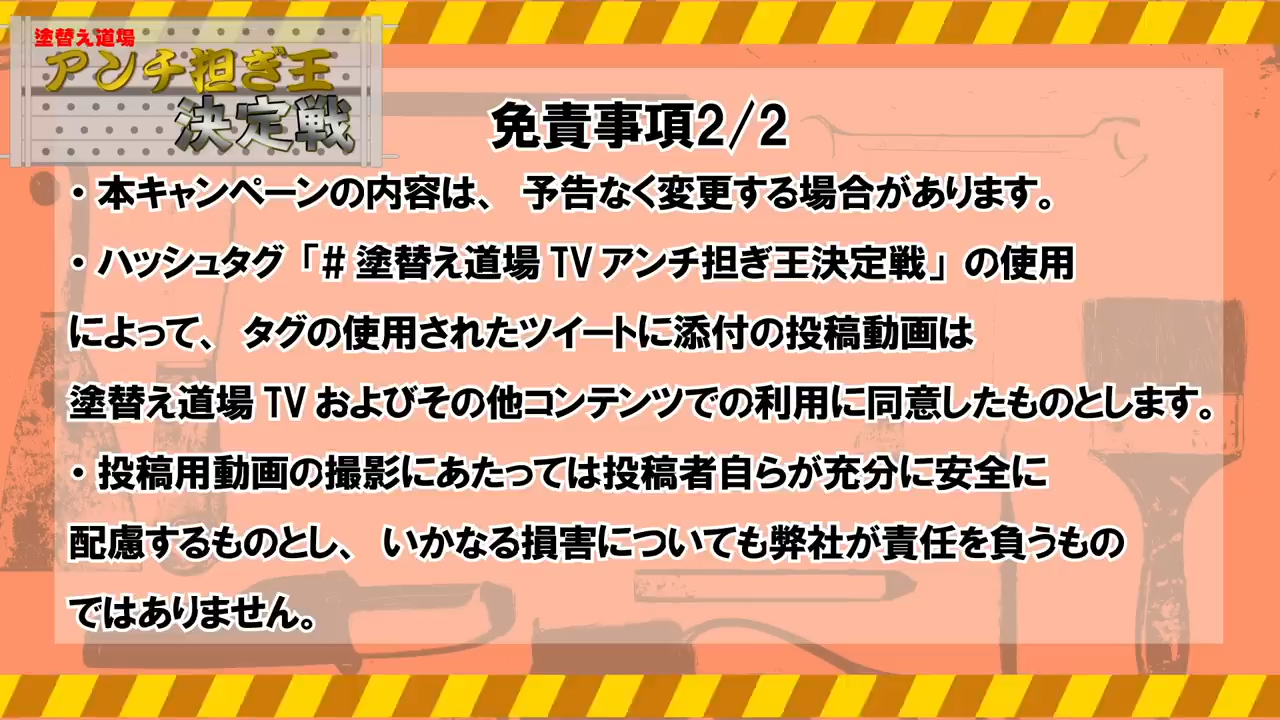 塗替え道場
アンチ担ぎ王
決定戦
免責事項2/2
・本キャンペーンの内容は、予告なく変更する場合があります。
・ハッシュタグ「#塗替え道場TVアンチ担ぎ王決定戦」の使用
によって、タグの使用されたツイートに添付の投稿動画は
塗替え道場TVおよびその他コンテンツでの利用に同意したものとします。
・投稿用動画の撮影にあたっては投稿者自らが充分に安全に
配慮するものとし、いかなる損害についても弊社が責任を負うもの
ではありません。